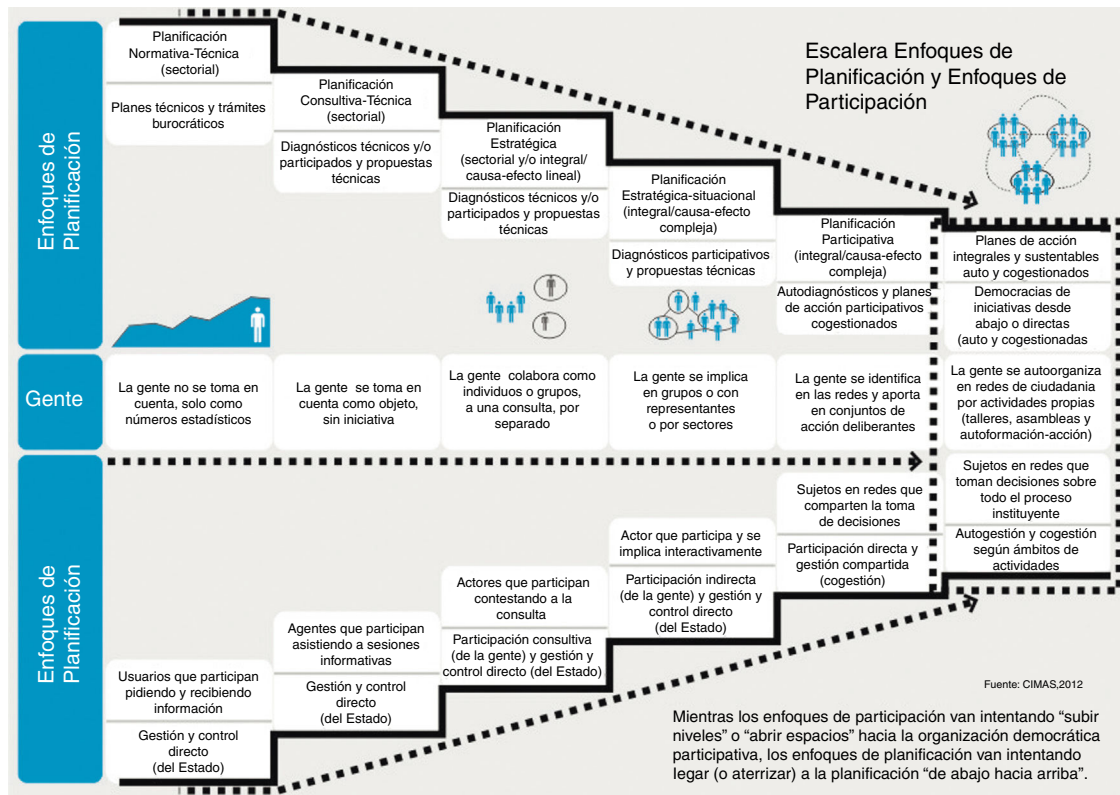 Escalera Enfoques de
Planificación y Enfoques de
Participación
Enfoques de
Planificación
Planificación
Normativa-Técnica
(sectorial)
Planes técnicos y trámites
burocráticos
Planificación
Consultiva-Técnica
(sectorial)
Diagnósticos técnicos y/o
participados y propuestas
técnicas
Planificación
Estratégica
(sectorial y/o integral/
causa-efecto lineal)
Diagnósticos técnicos y/o
participados y propuestas
técnicas
Planificación
Estratégica-situacional
(integral/causa-efecto
compleja)
Diagnósticos participativos
y propuestas técnicas
Planificación
Participativa
(integral/causa-efecto
compleja)
Autodiagnósticos y planes
de acción participativos
cogestionados
Planes de acción
integrales y sustentables
auto y cogestionados
Democracias de
iniciativas desde
abajo o directas
(auto y cogestionadas
Gente
La gente no se toma en
cuenta, solo como
números estadísticos
La gente se toma en
cuenta como objeto,
sin iniciativa
La gente colabora como
individuos o grupos,
a una consulta, por
separado
La gente se implica
en grupos o con
representantes
o por sectores
La gente se identifica
en las redes y aporta
en conjuntos de
acción deliberantes
La gente se autoorganiza
en redes de ciudadania
por actividades propias
(talleres, asambleas y
autoformación-acción)
Enfoques de
Planificación
Usuarios que participan
pidiendo y recibiendo
información
Gestión y control
directo
(del Estado)
Agentes que participan
asistiendo a sesiones
informativas
Gestión y control
directo
(del Estado)
Actores que participan
contestando a la
consulta
Participación consultiva
(de la gente) y gestión y
control directo (del Estado)
Actor que participa y se
implica interactivamente
Participación indirecta
(de la gente) y gestión y
control directo
(del Estado)
Sujetos en redes que
comparten la toma
de decisiones
Participación directa y
gestión compartida
(cogestión)
Sujetos en redes que
toman decisiones sobre
todo el proceso
instituyente
Autogestión y cogestión
según ámbitos de
actividades
Fuente: CIMAS,2012
Mientras los enfoques de participación van intentando “subir
niveles” o “abrir espacios” hacia la organización democrática
participativa, los enfoques de planificación van intentando
legar (o aterrizar) a la planificación “de abajo hacia arriba”.